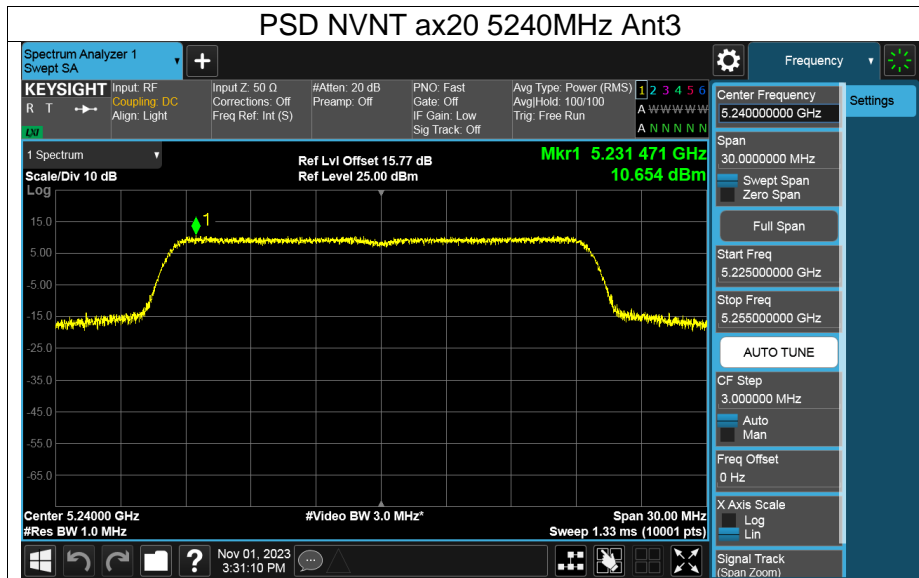 PSD NVNT ax20 5240MHz Ant3
Spectrum Analyzer 1
Swept SA
+
Frequency
KEYSIGHT
R T
LXI
Input: RF
Coupling: DC
Align: Light
Input Z: 50 Ω
Corrections: Off
Freq Ref: Int (S)
#Atten: 20 dB
Preamp: Off
PNO: Fast
Gate: Off
IF Gain: Low
Sig Track: Off
Avg Type: Power (RMS)
Avg|Hold: 100/100
Trig: Free Run
1 2 3 4 5 6
A W W W W W
A N N N N N
Center Frequency
5.240000000 GHz
Settings
Span
30.0000000 MHz
Swept Span
Zero Span
Full Span
Start Freq
5.225000000 GHz
Stop Freq
5.255000000 GHz
AUTO TUNE
CF Step
3.000000 MHz
Auto
Man
Freq Offset
0 Hz
X Axis Scale
Log
Lin
Signal Track
(Span Zoom)
1 Spectrum
Scale/Div 10 dB
Log
Ref Lvl Offset 15.77 dB
Ref Level 25.00 dBm
Mkr1 5.231 471 GHz
10.654 dBm
1
15.0
5.00
-5.00
-15.0
-25.0
-35.0
-45.0
-55.0
-65.0
Center 5.24000 GHz
#Res BW 1.0 MHz
#Video BW 3.0 MHz*
Span 30.00 MHz
Sweep 1.33 ms (10001 pts)
?
Nov 01, 2023
3:31:10 PM